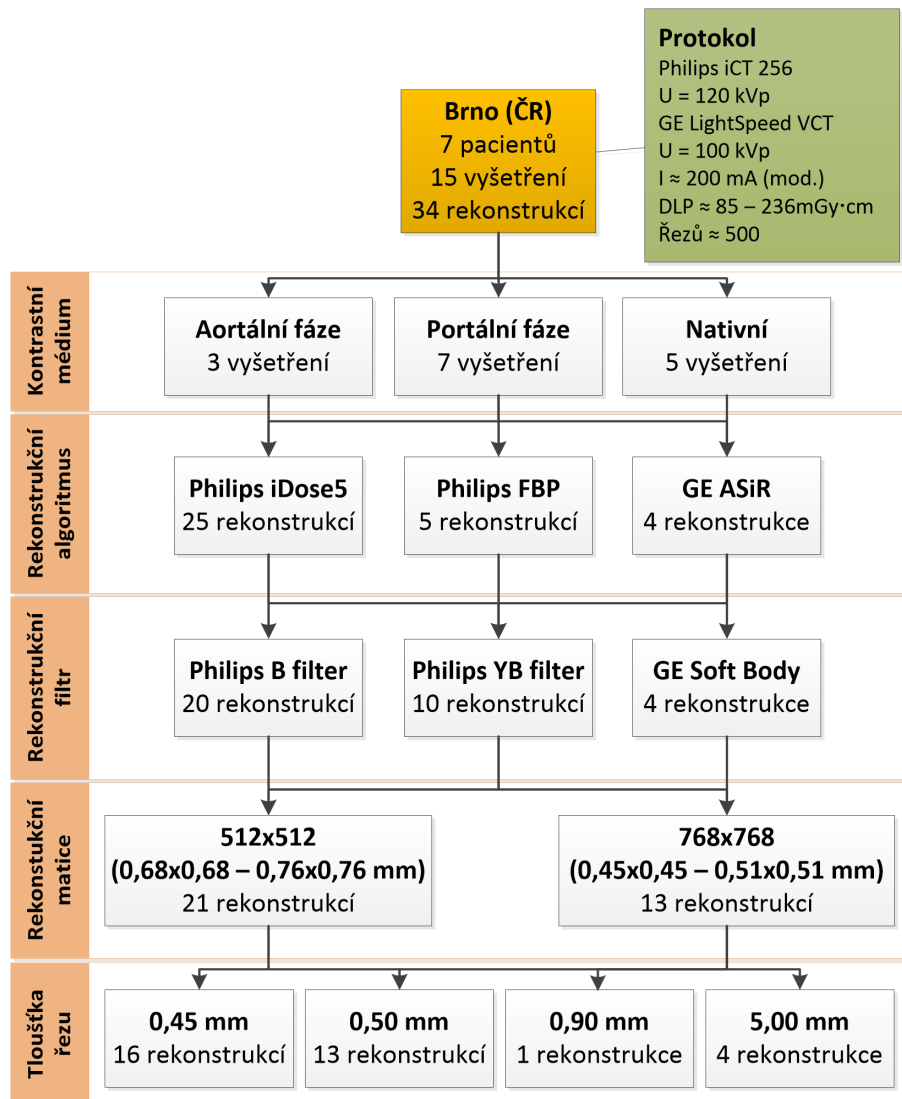 Protokol
Philips iCT 256
U = 120 kVp
GE LightSpeed VCT
U = 100 kVp
I ≈ 200 mA (mod.)
DLP ≈ 85 – 236mGy·cm
Řezů ≈ 500
Brno (ČR)
7 pacientů
15 vyšetření
34 rekonstrukcí
Kontrastní
médium
Aortální fáze
3 vyšetření
Portální fáze
7 vyšetření
Nativní
5 vyšetření
Rekonstrukční
algoritmus
Philips iDose5
25 rekonstrukcí
Philips FBP
5 rekonstrukcí
GE ASiR
4 rekonstrukce
Rekonstrukční
filtr
Philips B filter
20 rekonstrukcí
Philips YB filter
10 rekonstrukcí
GE Soft Body
4 rekonstrukce
Rekonstukční
matice
512x512
(0,68x0,68 – 0,76x0,76 mm)
21 rekonstrukcí
768x768
(0,45x0,45 – 0,51x0,51 mm)
13 rekonstrukcí
Tloušťka
řezu
0,45 mm
16 rekonstrukcí
0,50 mm
13 rekonstrukcí
0,90 mm
1 rekonstrukce
5,00 mm
4 rekonstrukce